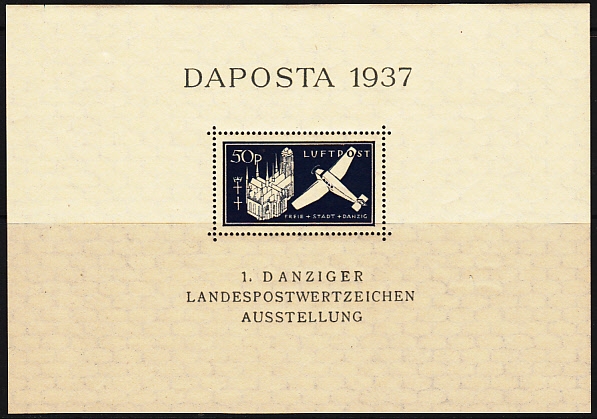 DAPOSTA 1937
50P
LUFTPOST
FREIE + STADT + DANZIG
1. DANZIGER
LANDESPOSTWERTZEICHEN
AUSSTELLUNG